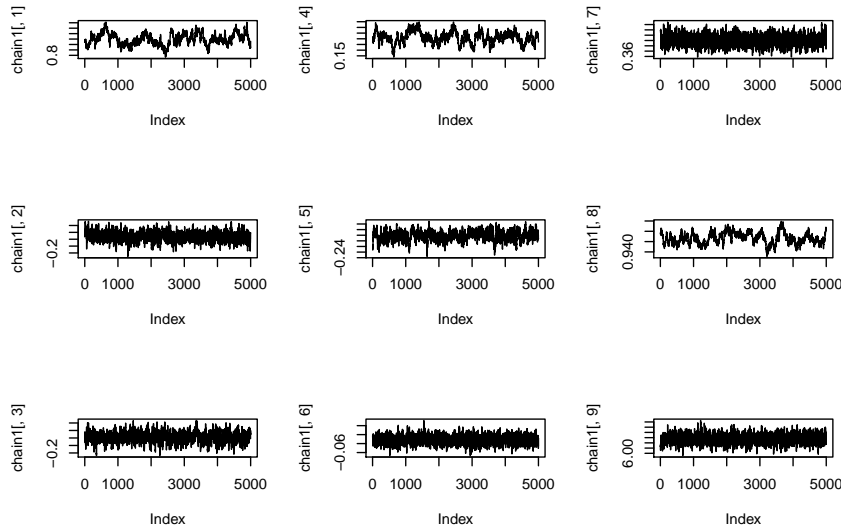 chain1[, 1]
0.8
0 1000 3000 5000
Index
chain1[, 4]
0.15
0 1000 3000 5000
Index
chain1[, 7]
0.36
0 1000 3000 5000
Index
chain1[, 2]
−0.2
0 1000 3000 5000
Index
chain1[, 5]
−0.24
0 1000 3000 5000
Index
chain1[, 8]
0.940
0 1000 3000 5000
Index
chain1[, 3]
−0.2
0 1000 3000 5000
Index
chain1[, 6]
−0.06
0 1000 3000 5000
Index
chain1[, 9]
6.00
0 1000 3000 5000
Index